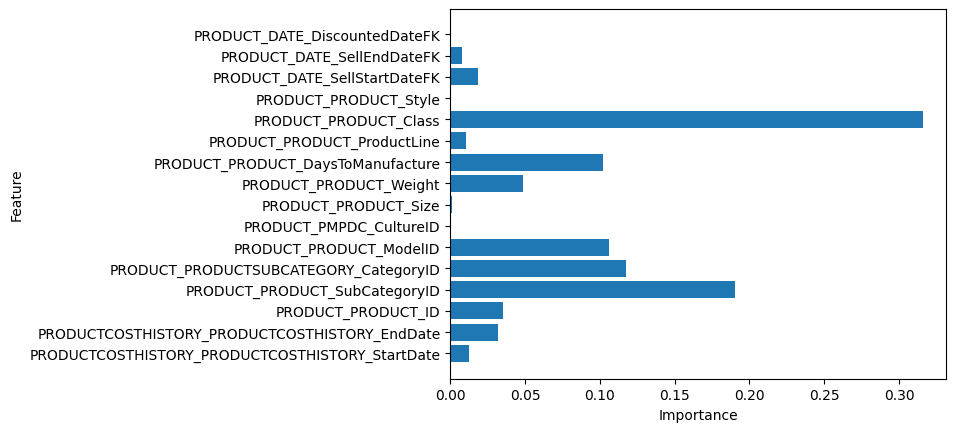 PRODUCT_DATE_DiscountedDateFK
PRODUCT_DATE_SellEndDateFK
PRODUCT_DATE_SellStartDateFK
PRODUCT_PRODUCT_Style
PRODUCT_PRODUCT_Class
PRODUCT_PRODUCT_ProductLine
PRODUCT_PRODUCT_DaysToManufacture
PRODUCT_PRODUCT_Weight
PRODUCT_PRODUCT_Size
PRODUCT_PMPDC_CultureID
PRODUCT_PRODUCT_ModelID
PRODUCT_PRODUCTSUBCATEGORY_CategoryID
PRODUCT_PRODUCT_SubCategoryID
PRODUCT_PRODUCT_ID
PRODUCTCOSTHISTORY_PRODUCTCOSTHISTORY_EndDate
PRODUCTCOSTHISTORY_PRODUCTCOSTHISTORY_StartDate
Feature
0.00 0.05 0.10 0.15 0.20 0.25 0.30
Importance